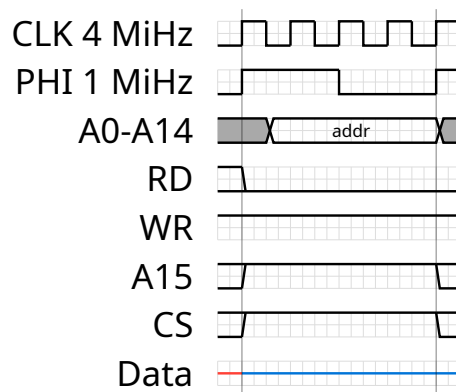 CLK 4 MiHz
PHI 1 MiHz
A0-A14
addr
RD
WR
A15
CS
Data